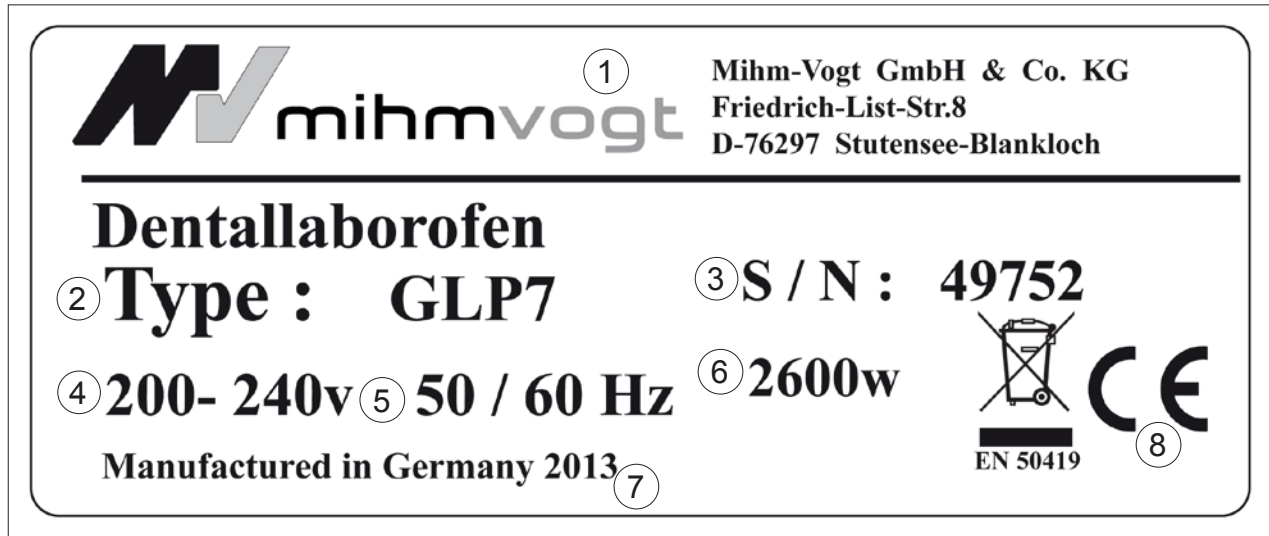 mihmvogt
1
Mihm-Vogt GmbH & Co. KG
Friedrich-List-Str.8
D-76297 Stutensee-Blankloch
Dentallaborofen
2 Type : GLP7
3 S / N : 49752
4 200- 240v 5 50 / 60 Hz
6 2600w
CE
8
EN 50419
Manufactured in Germany 2013
7